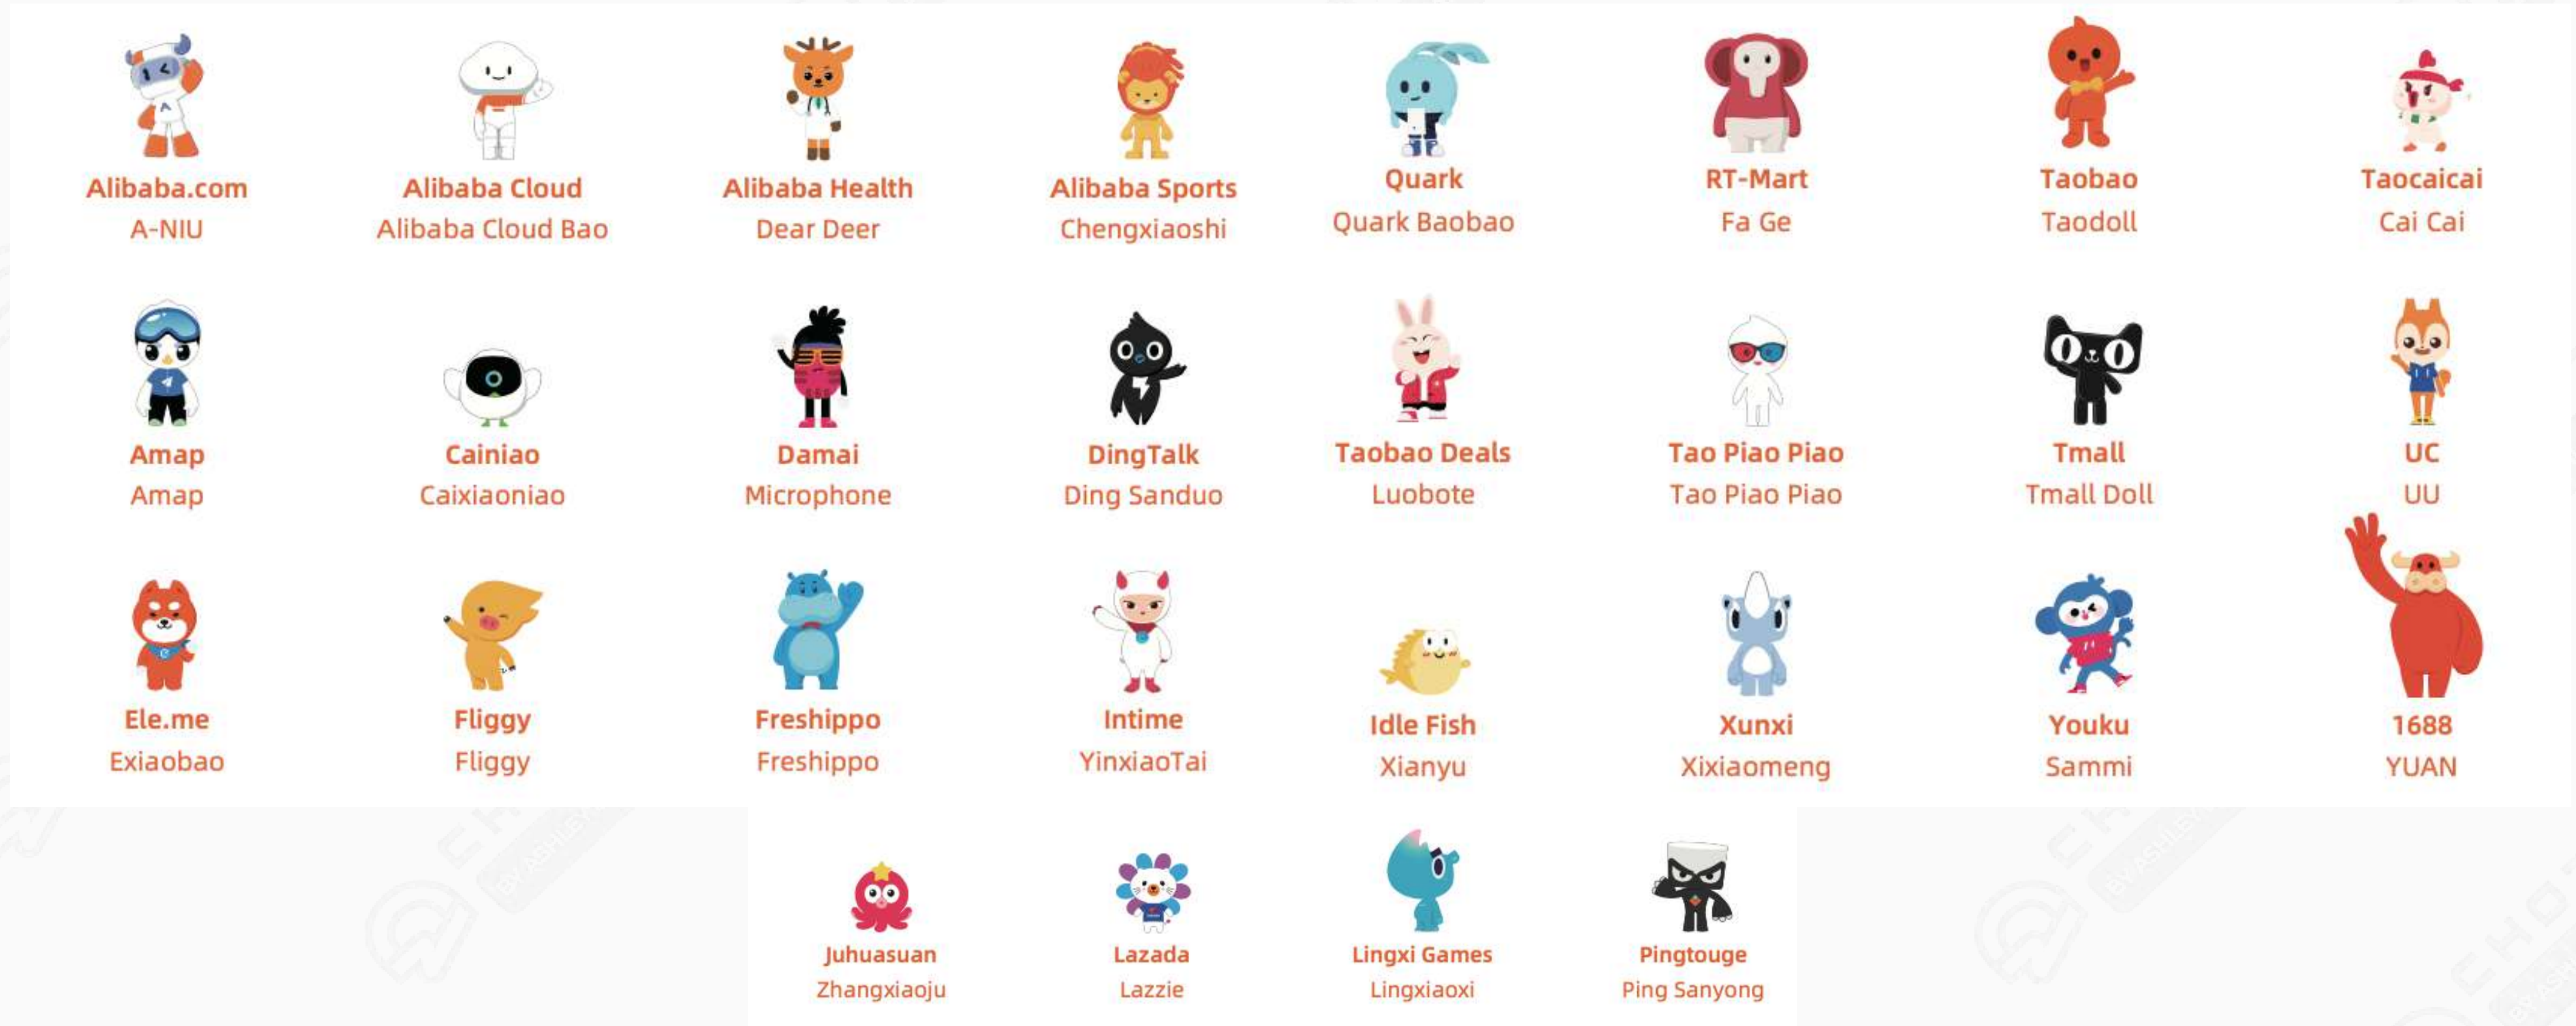 Alibaba.com
A-NIU
Alibaba Cloud
Alibaba Cloud Bao
Alibaba Health
Dear Deer
Alibaba Sports
Chengxiaoshi
Quark
Quark Baobao
RT-Mart
Fa Ge
Taobao
Taodoll
Taocaicai
Cai Cai
Amap
Amap
Cainiao
Caixiaoniao
Damai
Microphone
DingTalk
Ding Sanduo
Taobao Deals
Luobote
Tao Piao Piao
Tao Piao Piao
Tmall
Tmall Doll
UC
UU
Ele.me
Exiaobao
Fliggy
Fliggy
Freshippo
Freshippo
Intime
YinxiaoTai
Idle Fish
Xianyu
Xunxi
Xixiaomeng
Youku
Sammi
1688
YUAN
Juhuasuan
Zhangxiaoju
Lazada
Lazzie
Lingxi Games
Lingxiaoxi
Pingtouge
Ping Sanyong